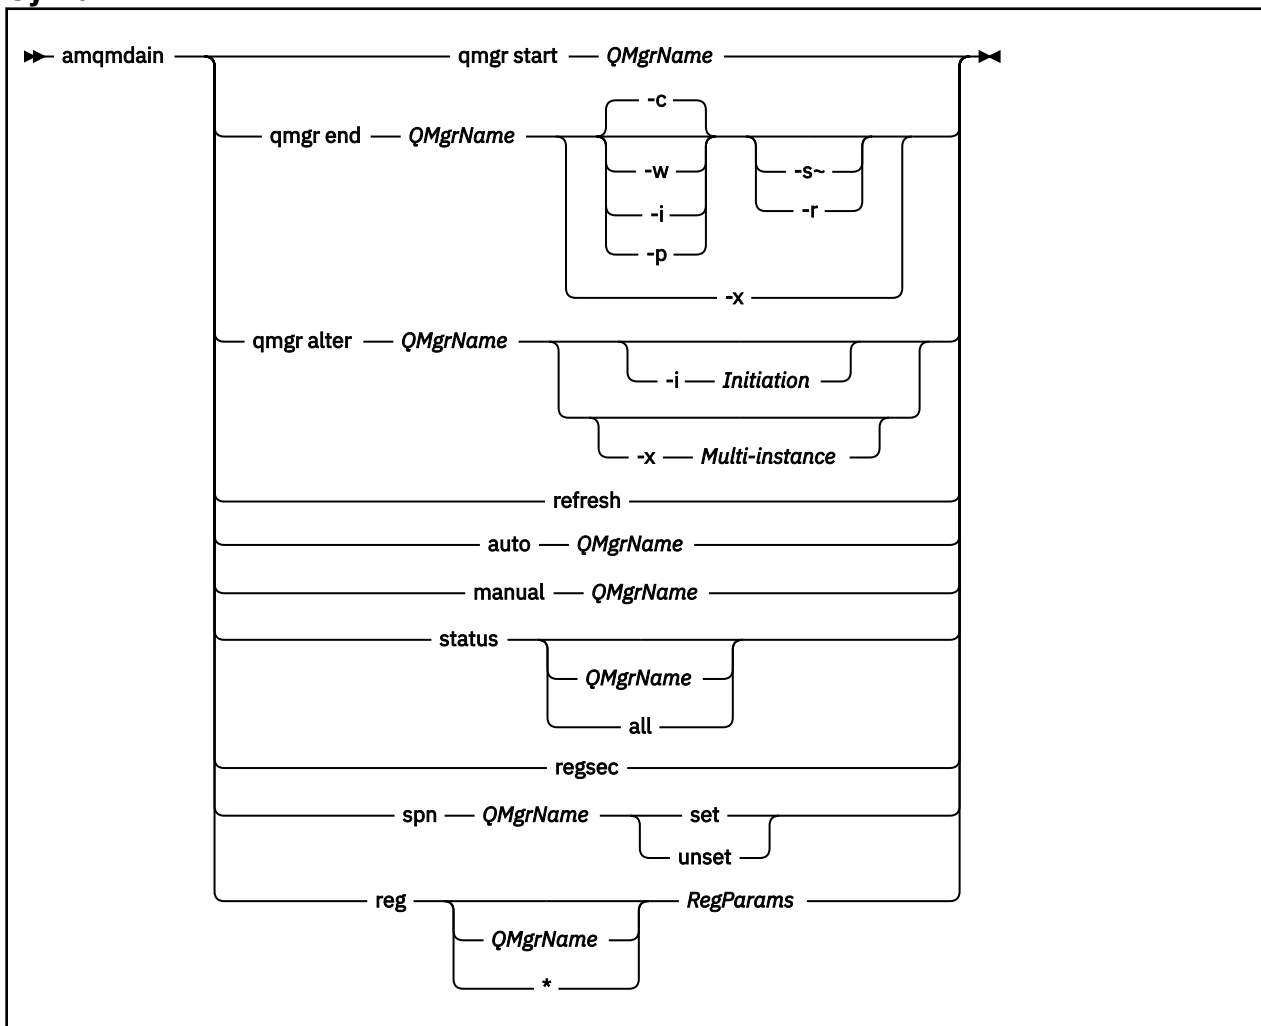 amqmdain qmgr start QMgrName
-c
qmgr end QMgrName
-w -s~
-i -r
-p
-x
qmgr alter QMgrName
-i Initiation
-x Multi-instance
refresh
auto QMgrName
manual QMgrName
status
QMgrName
all
regsec
spn QMgrName set
unset
reg RegParams
QMgrName
*